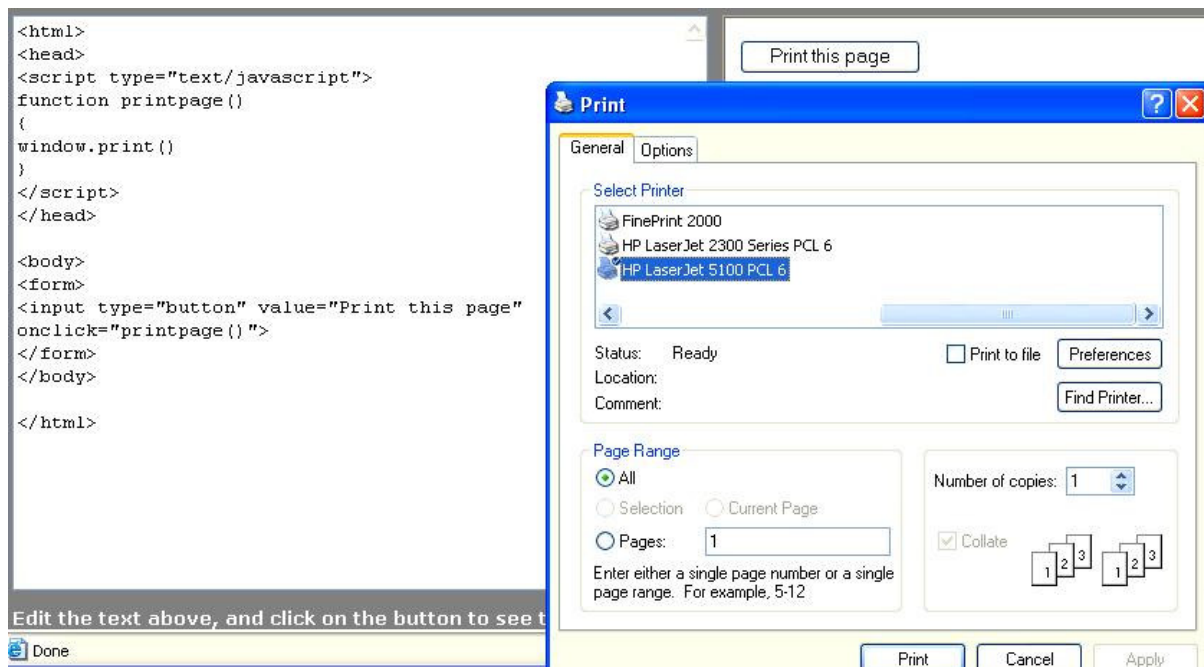 <html>
<head>
<script type="text/javascript">
function printpage()
{
window.print()
}
</script>
</head>
<body>
<form>
<input type="button" value="Print this page"
onclick="printpage()">
</form>
</body>
</html>
Edit the text above, and click on the button to see t
Done
Print this page
Print
General Options
Select Printer
FinePrint 2000
HP LaserJet 2300 Series PCL 6
HP LaserJet 5100 PCL 6
Status: Ready
Location:
Comment:
Print to file Preferences
Find Printer...
Page Range
All
Selection Current Page
Pages: 1
Enter either a single page number or a single
page range. For example, 5-12
Number of copies: 1
Collate
1 2 3 1 2 3
Print Cancel Apply